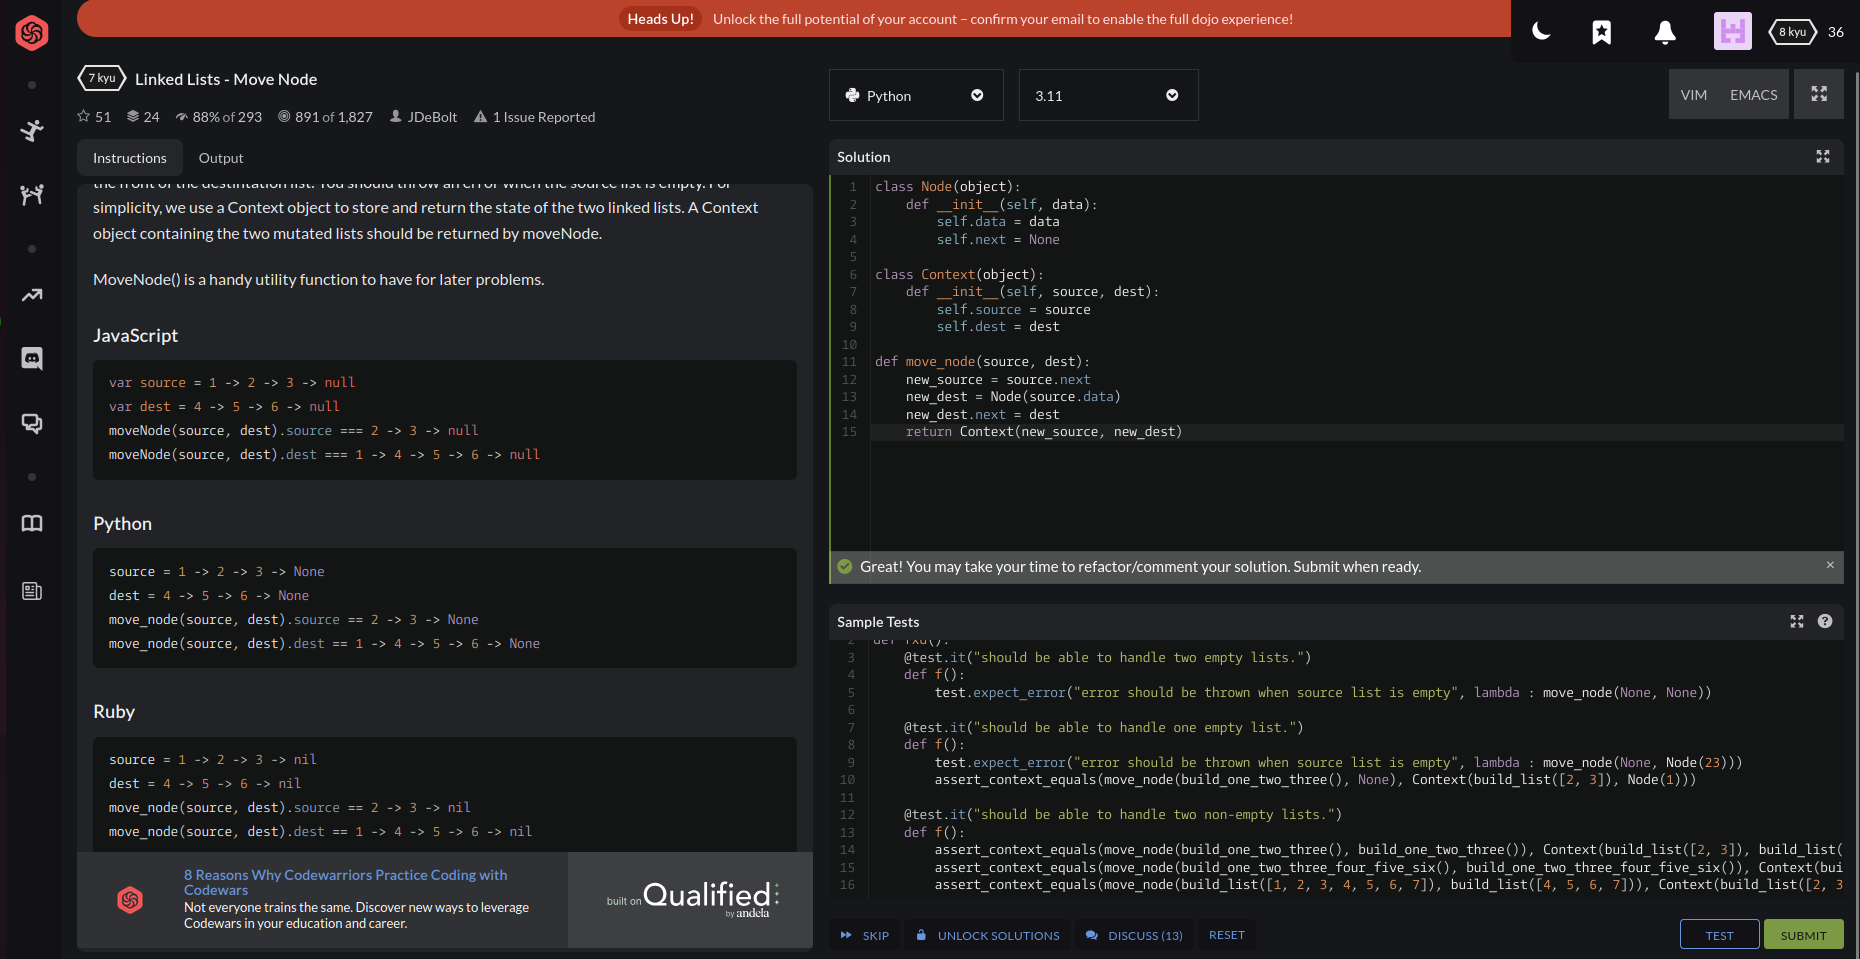 Heads Up! Unlock the full potential of your account – confirm your email to enable the full dojo experience!
8 kyu 36
7 kyu Linked Lists - Move Node
51 24 88% of 293 891 of 1,827 JDeBolt 1 Issue Reported
Instructions Output
the front of the destintation list. You should throw an error when the source list is empty. For
simplicity, we use a Context object to store and return the state of the two linked lists. A Context
object containing the two mutated lists should be returned by moveNode.
MoveNode() is a handy utility function to have for later problems.
JavaScript
var source = 1 -> 2 -> 3 -> null
var dest = 4 -> 5 -> 6 -> null
moveNode(source, dest).source === 2 -> 3 -> null
moveNode(source, dest).dest === 1 -> 4 -> 5 -> 6 -> null
Python
source = 1 -> 2 -> 3 -> None
dest = 4 -> 5 -> 6 -> None
move_node(source, dest).source == 2 -> 3 -> None
move_node(source, dest).dest == 1 -> 4 -> 5 -> 6 -> None
Ruby
source = 1 -> 2 -> 3 -> nil
dest = 4 -> 5 -> 6 -> nil
move_node(source, dest).source == 2 -> 3 -> nil
move_node(source, dest).dest == 1 -> 4 -> 5 -> 6 -> nil
8 Reasons Why Codewarriors Practice Coding with
Codewars
Not everyone trains the same. Discover new ways to leverage
Codewars in your education and career.
built on Qualified
by andela
Python 3.11 VIM EMACS
Solution
1 class Node(object):
2     def __init__(self, data):
3         self.data = data
4         self.next = None
5
6 class Context(object):
7     def __init__(self, source, dest):
8         self.source = source
9         self.dest = dest
10
11 def move_node(source, dest):
12     new_source = source.next
13     new_dest = Node(source.data)
14     new_dest.next = dest
15     return Context(new_source, new_dest)
Great! You may take your time to refactor/comment your solution. Submit when ready. ×
Sample Tests
2 def
3     @test.it("should be able to handle two empty lists.")
4     def f():
5         test.expect_error("error should be thrown when source list is empty", lambda : move_node(None, None))
6
7     @test.it("should be able to handle one empty list.")
8     def f():
9         test.expect_error("error should be thrown when source list is empty", lambda : move_node(None, Node(23)))
10         assert_context_equals(move_node(build_one_two_three(), None), Context(build_list([2, 3]), Node(1)))
11
12     @test.it("should be able to handle two non-empty lists.")
13     def f():
14         assert_context_equals(move_node(build_one_two_three(), build_one_two_three()), Context(build_list([2, 3]), build_list(
15         assert_context_equals(move_node(build_one_two_three_four_five_six(), build_one_two_three_four_five_six()), Context(bui
16         assert_context_equals(move_node(build_list([1, 2, 3, 4, 5, 6, 7]), build_list([4, 5, 6, 7])), Context(build_list([2, 3
SKIP UNLOCK SOLUTIONS DISCUSS (13) RESET TEST SUBMIT